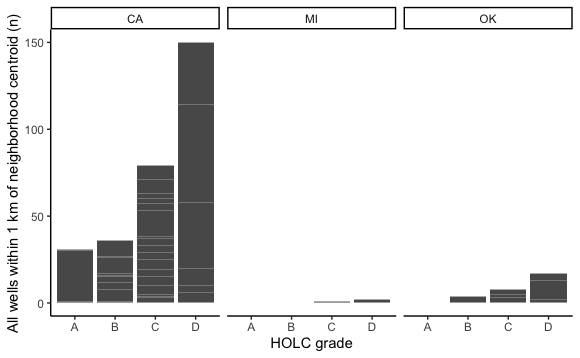 CA MI OK
All wells within 1 km of neighborhood centroid (n)
150
100
50
0
A B C D A B C D A B C D
HOLC grade